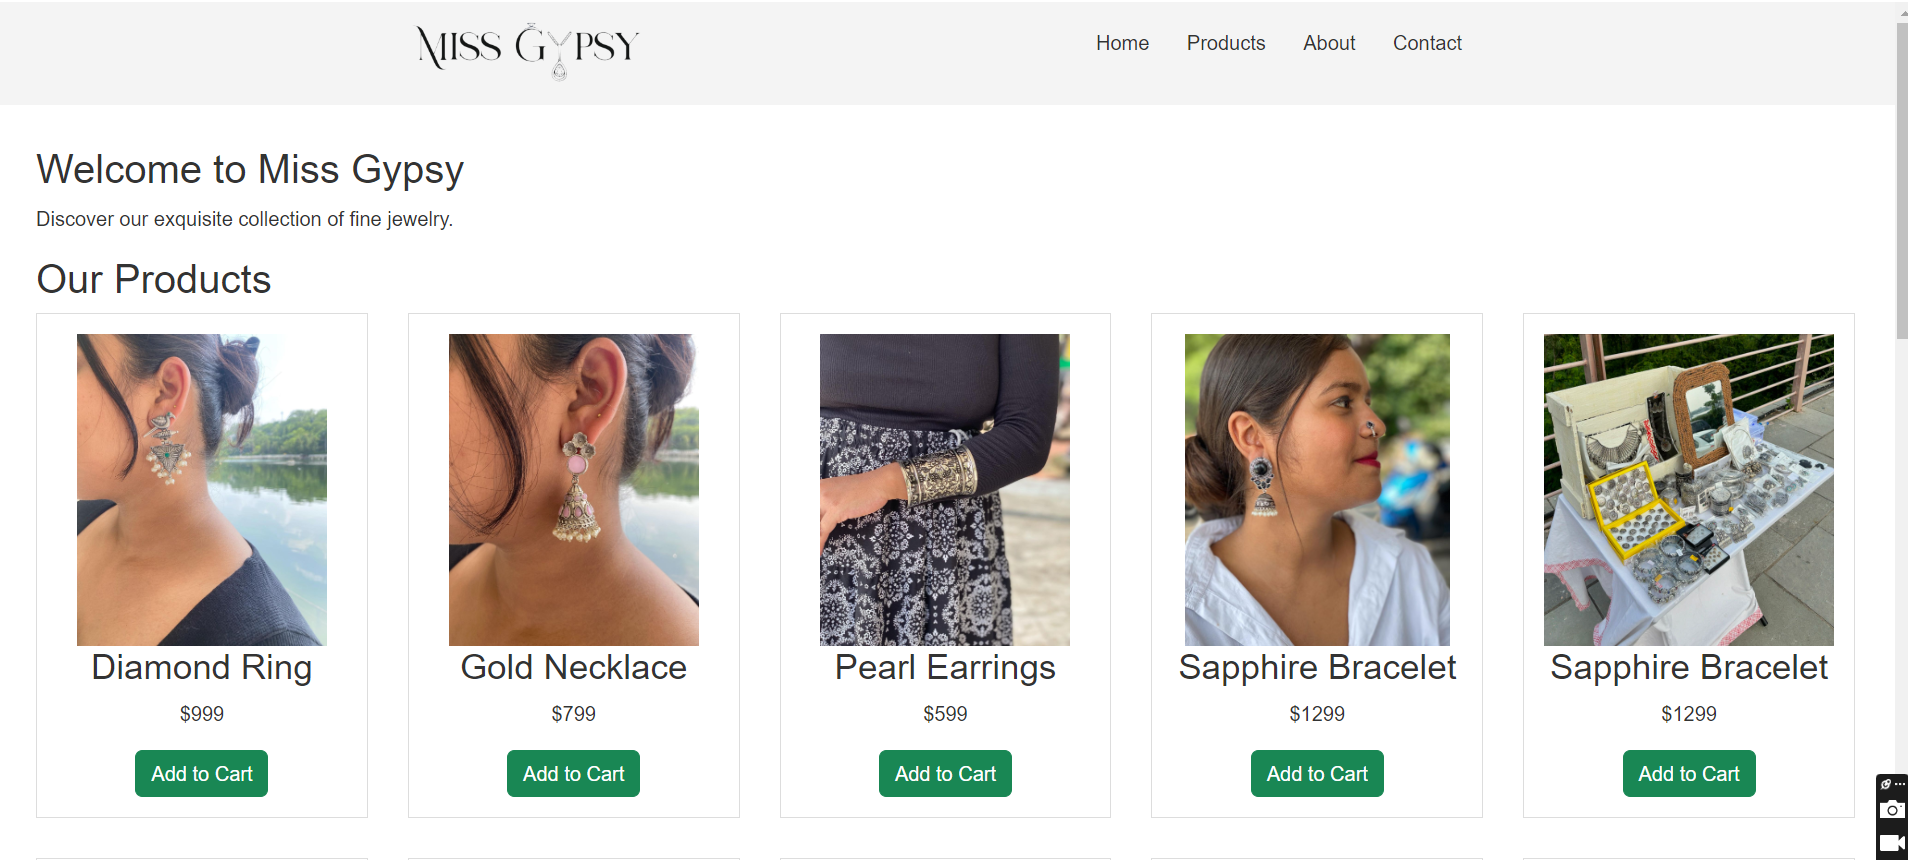 MISS GYPSY
Home Products About Contact
Welcome to Miss Gypsy
Discover our exquisite collection of fine jewelry.
Our Products
Diamond Ring Gold Necklace Pearl Earrings Sapphire Bracelet Sapphire Bracelet
$999 $799 $599 $1299 $1299
Add to Cart Add to Cart Add to Cart Add to Cart Add to Cart